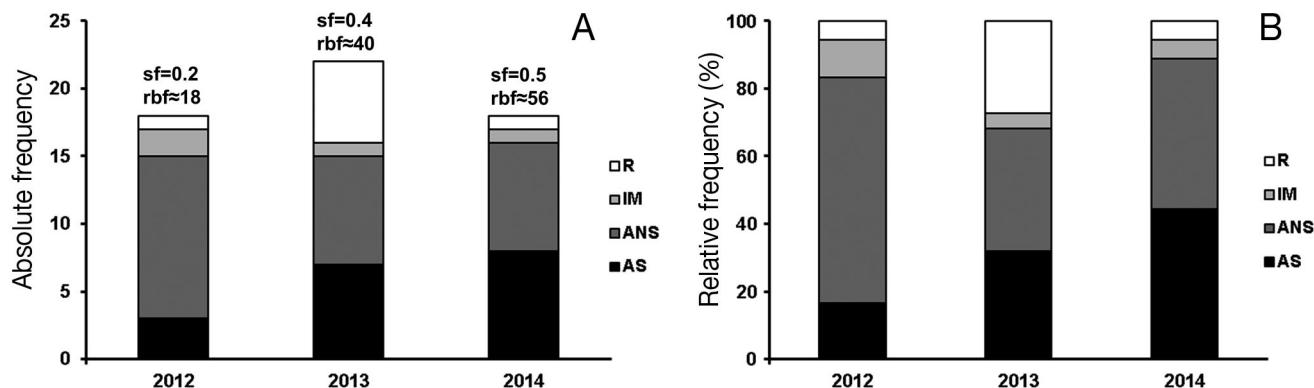 A
Absolute frequency
25
20
15
10
5
0
sf=0.2
rbf≈18
sf=0.4
rbf≈40
sf=0.5
rbf≈56
2012
2013
2014
R
IM
ANS
AS
B
Relative frequency (%)
100
80
60
40
20
0
2012
2013
2014
R
IM
ANS
AS